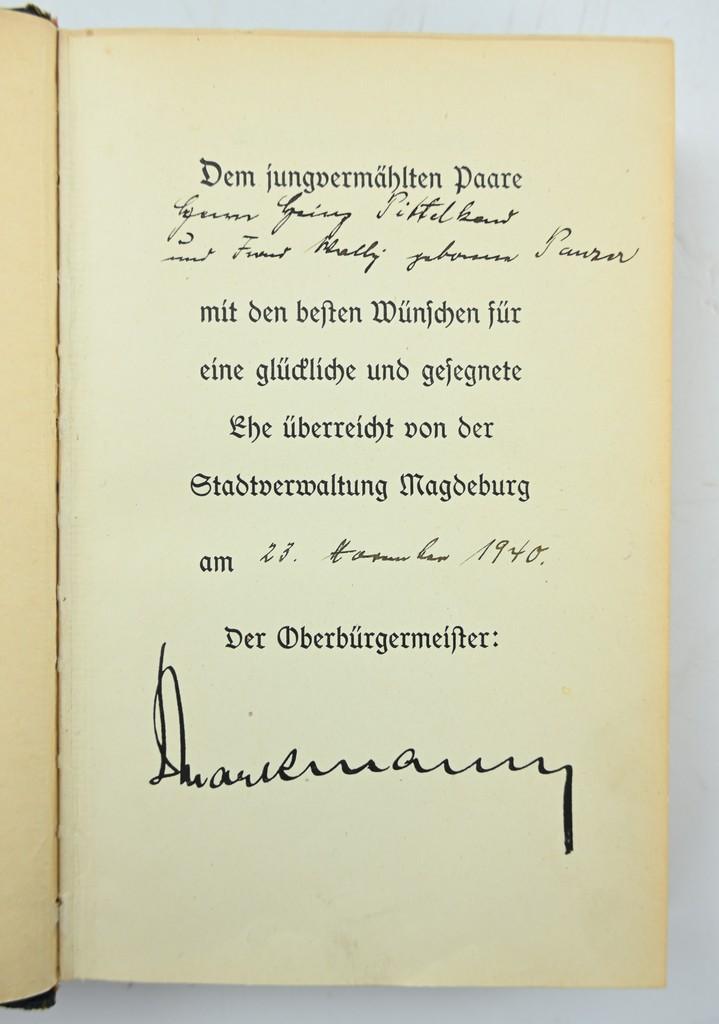 Dem jungvermählten Paare
Herrn Heinz Pittelkow
und Frau Wally geborene Panzer
mit den besten Wünschen für
eine glückliche und gesegnete
Ehe überreicht von der
Stadtverwaltung Magdeburg
am 23. November 1940.
Der Oberbürgermeister:
Markmann